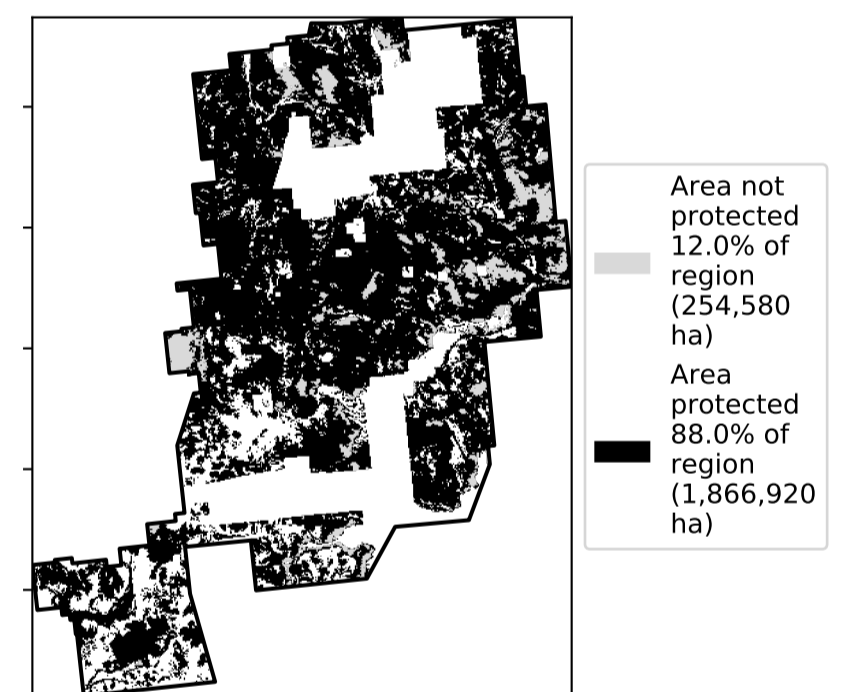 Area not
protected
12.0% of
region
(254,580
ha)
Area
protected
88.0% of
region
(1,866,920
ha)